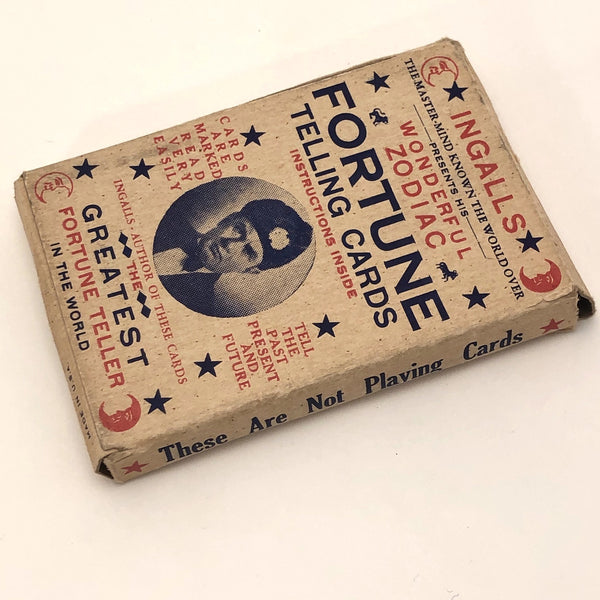 INGALLS
THE MASTER-MIND KNOWN THE WORLD OVER
PRESENTS HIS
WONDERFUL
ZODIAC
FORTUNE
TELLING CARDS
INSTRUCTIONS INSIDE
CARDS
ARE
MARKED
READ
VERY
EASILY
TELL
THE
PAST
PRESENT
AND
FUTURE
INGALLS - AUTHOR OF THESE CARDS
THE
GREATEST
FORTUNE TELLER
IN THE WORLD
MADE IN U.S.A.
These Are Not Playing Cards